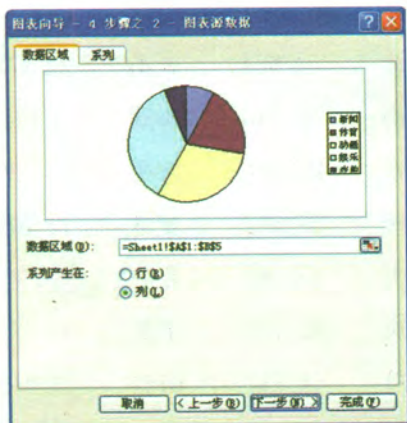 图表向导 - 4 步骤之 2 - 图表源数据
数据区域 系列
新闻
体育
动画
娱乐
数据区域(D): =Sheet1!$A$1:$B$5
系列产生在: 行(R)
列(L)
取消 < 上一步(B) 下一步(N) > 完成(F)